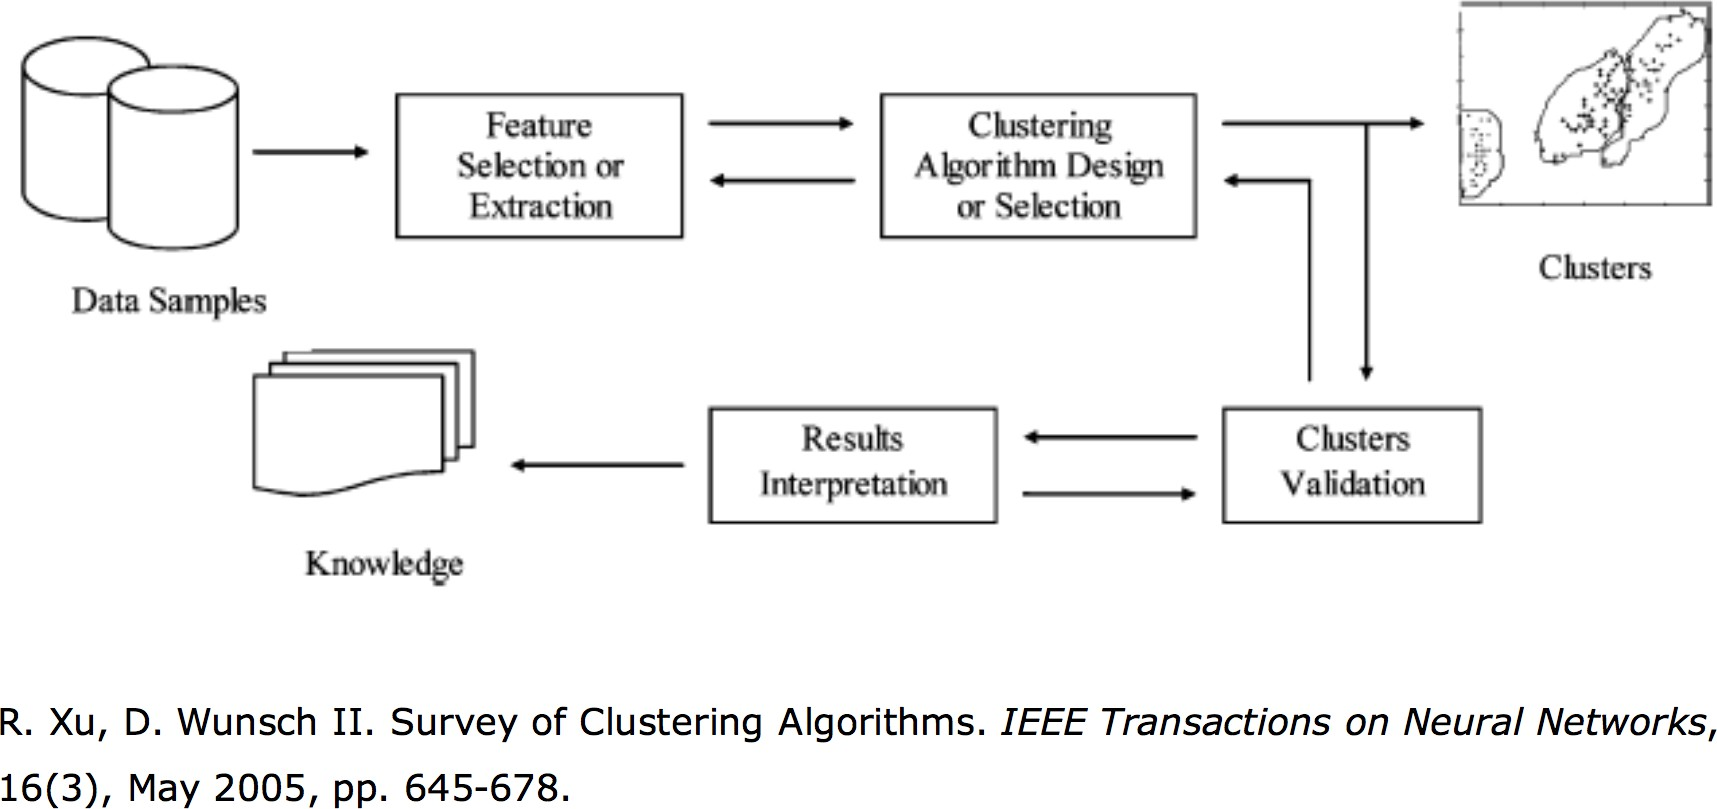 Feature
Selection or
Extraction
Clustering
Algorithm Design
or Selection
Clusters
Data Samples
Results
Interpretation
Clusters
Validation
Knowledge
R. Xu, D. Wunsch II. Survey of Clustering Algorithms. IEEE Transactions on Neural Networks,
16(3), May 2005, pp. 645-678.